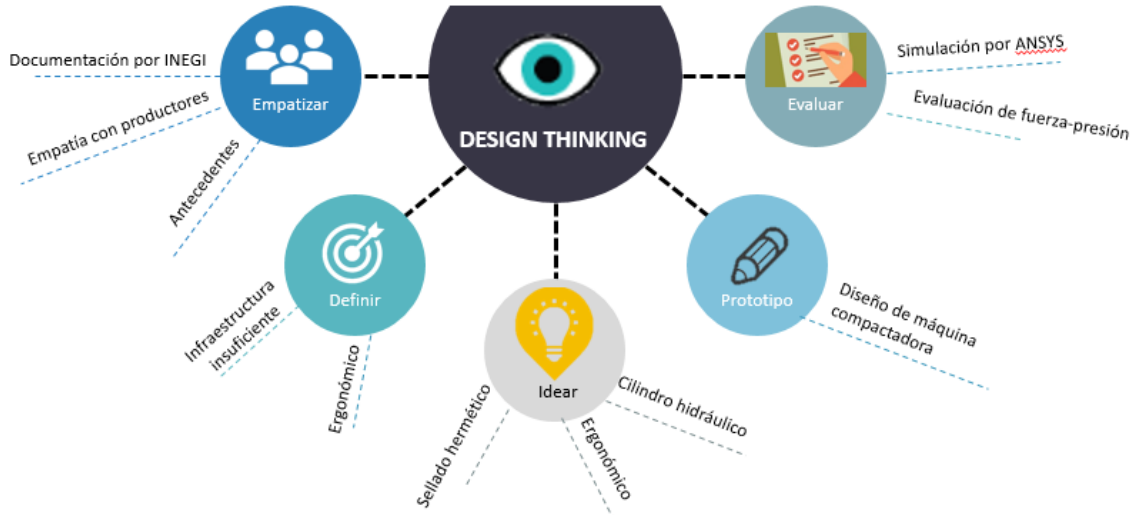 DESIGN THINKING
Empatizar
Documentación por INEGI
Empatía con productores
Antecedentes
Definir
Infraestructura
insuficiente
Ergonómico
Idear
Sellado hermético
Ergonómico
Cilindro hidráulico
Prototipo
Diseño de máquina
compactadora
Evaluar
Simulación por ANSYS
Evaluación de fuerza-presión